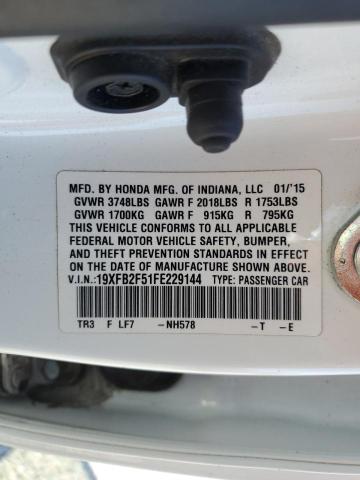 MFD. BY HONDA MFG. OF INDIANA, LLC 01/'15
GVWR 3748LBS GAWR F 2018LBS R 1753LBS
GVWR 1700KG GAWR F 915KG R 795KG
THIS VEHICLE CONFORMS TO ALL APPLICABLE
FEDERAL MOTOR VEHICLE SAFETY, BUMPER,
AND THEFT PREVENTION STANDARDS IN EFFECT
ON THE DATE OF MANUFACTURE SHOWN ABOVE.
V.I.N.:19XFB2F51FE229144 TYPE: PASSENGER CAR
TR3 F LF7 -NH578 -T -E